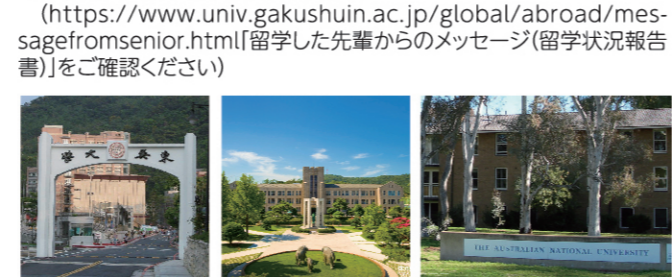 (https://www.univ.gakushuin.ac.jp/global/abroad/mes-
sagefromsenior.html「留学した先輩からのメッセージ(留学状況報告
書)」をご確認ください)
學大吳東
THE AUSTRALIAN NATIONAL UNIVERSITY